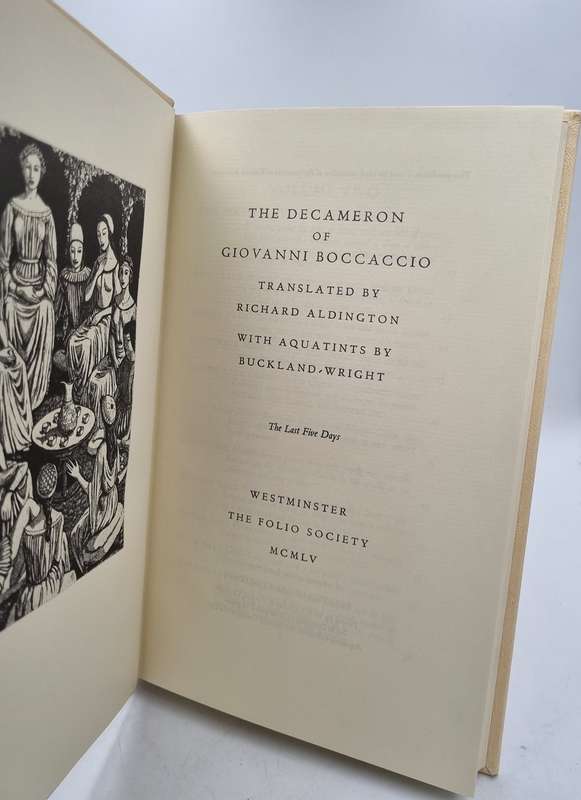 THE DECAMERON
OF
GIOVANNI BOCCACCIO
TRANSLATED BY
RICHARD ALDINGTON
WITH AQUATINTS BY
BUCKLAND-WRIGHT
The Last Five Days
WESTMINSTER
THE FOLIO SOCIETY
MCMLV